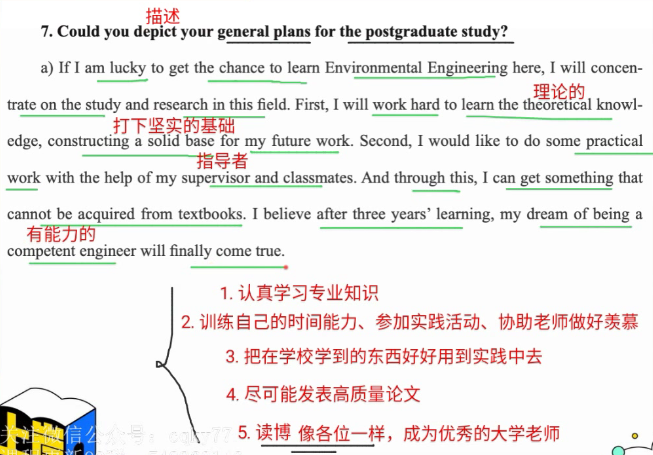 描述
7. Could you depict your general plans for the postgraduate study?
a) If I am lucky to get the chance to learn Environmental Engineering here, I will concen-
trate on the study and research in this field. First, I will work hard to learn the theoretical knowl-
理论的
打下坚实的基础
edge, constructing a solid base for my future work. Second, I would like to do some practical
指导者
work with the help of my supervisor and classmates. And through this, I can get something that
cannot be acquired from textbooks. I believe after three years' learning, my dream of being a
有能力的
competent engineer will finally come true.
1. 认真学习专业知识
2. 训练自己的时间能力、参加实践活动、协助老师做好羡慕
3. 把在学校学到的东西好好用到实践中去
4. 尽可能发表高质量论文
5. 读博 像各位一样，成为优秀的大学老师
关注微信公众号：